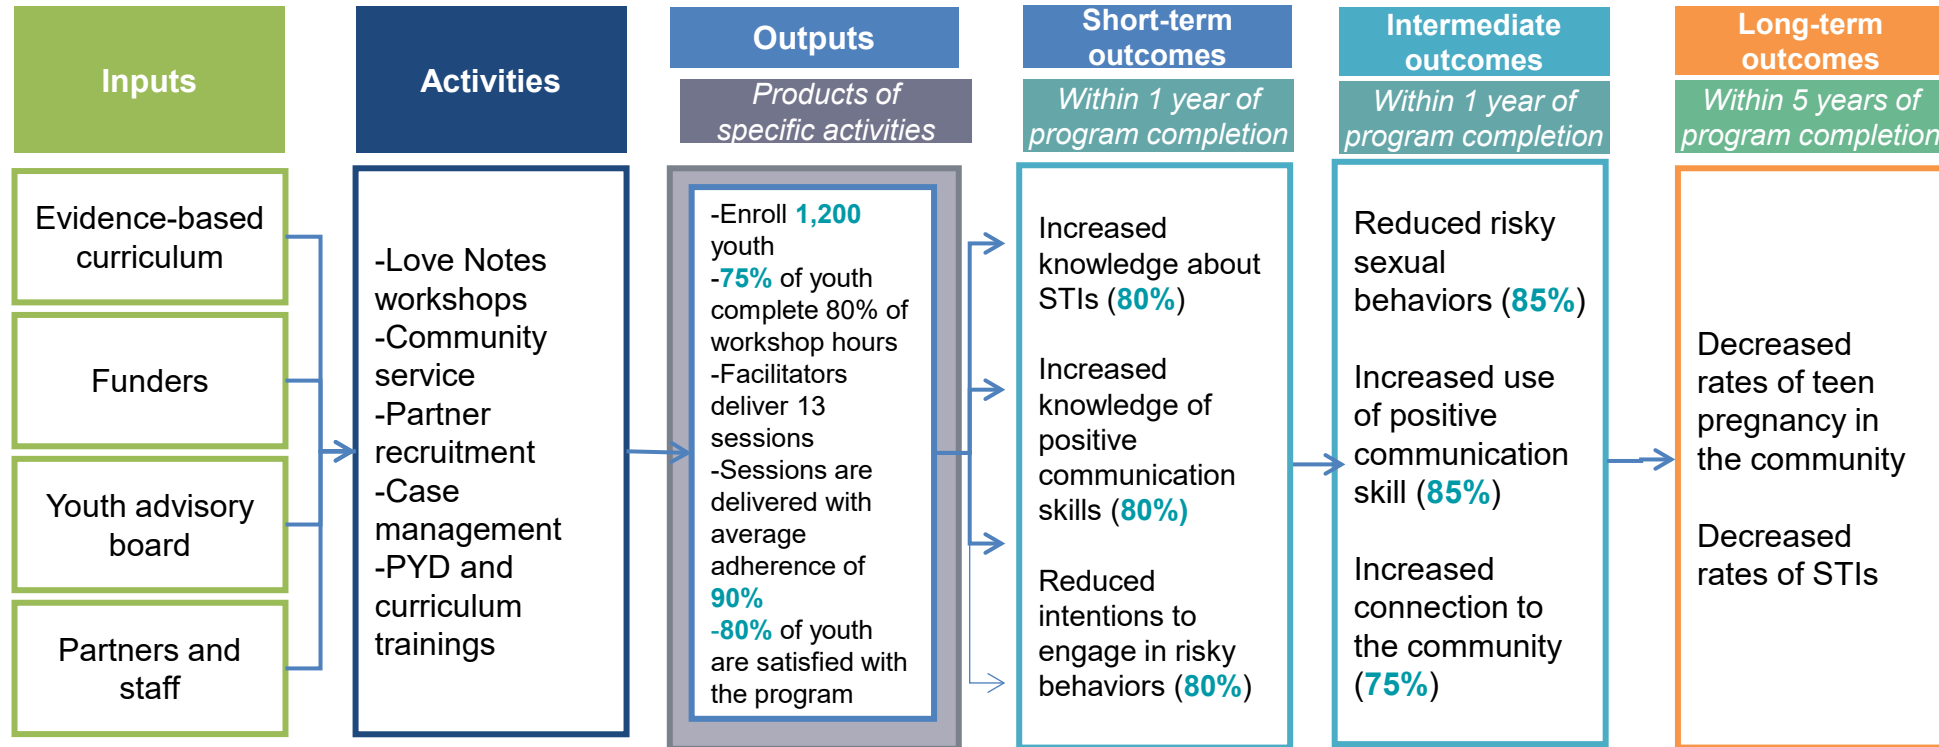 Inputs
Evidence-based
curriculum
Funders
Youth advisory
board
Partners and
staff
Activities
-Love Notes
workshops
-Community
service
-Partner
recruitment
-Case
management
-PYD and
curriculum
trainings
Outputs
Products of
specific activities
-Enroll 1,200
youth
-75% of youth
complete 80% of
workshop hours
-Facilitators
deliver 13
sessions
-Sessions are
delivered with
average
adherence of
90%
-80% of youth
are satisfied with
the program
Short-term
outcomes
Within 1 year of
program completion
Increased
knowledge about
STIs (80%)
Increased
knowledge of
positive
communication
skills (80%)
Reduced
intentions to
engage in risky
behaviors (80%)
Intermediate
outcomes
Within 1 year of
program completion
Reduced risky
sexual
behaviors (85%)
Increased use
of positive
communication
skill (85%)
Increased
connection to
the community
(75%)
Long-term
outcomes
Within 5 years of
program completion
Decreased
rates of teen
pregnancy in
the community
Decreased
rates of STIs